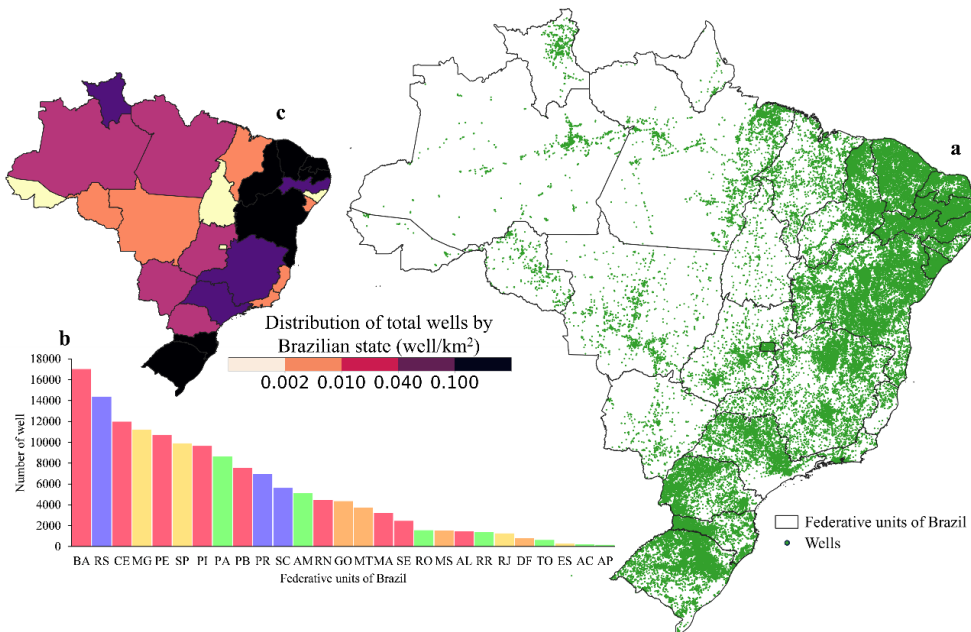 c
a
b
Distribution of total wells by
Brazilian state (well/km²)
0.002 0.010 0.040 0.100
18000
16000
14000
12000
10000
8000
6000
4000
2000
0
Number of well
BA RS CE MG PE SP PI PA PB PR SC AM RN GO MT MA SE RO MS AL RR RJ DF TO ES AC AP
Federative units of Brazil
Federative units of Brazil
Wells